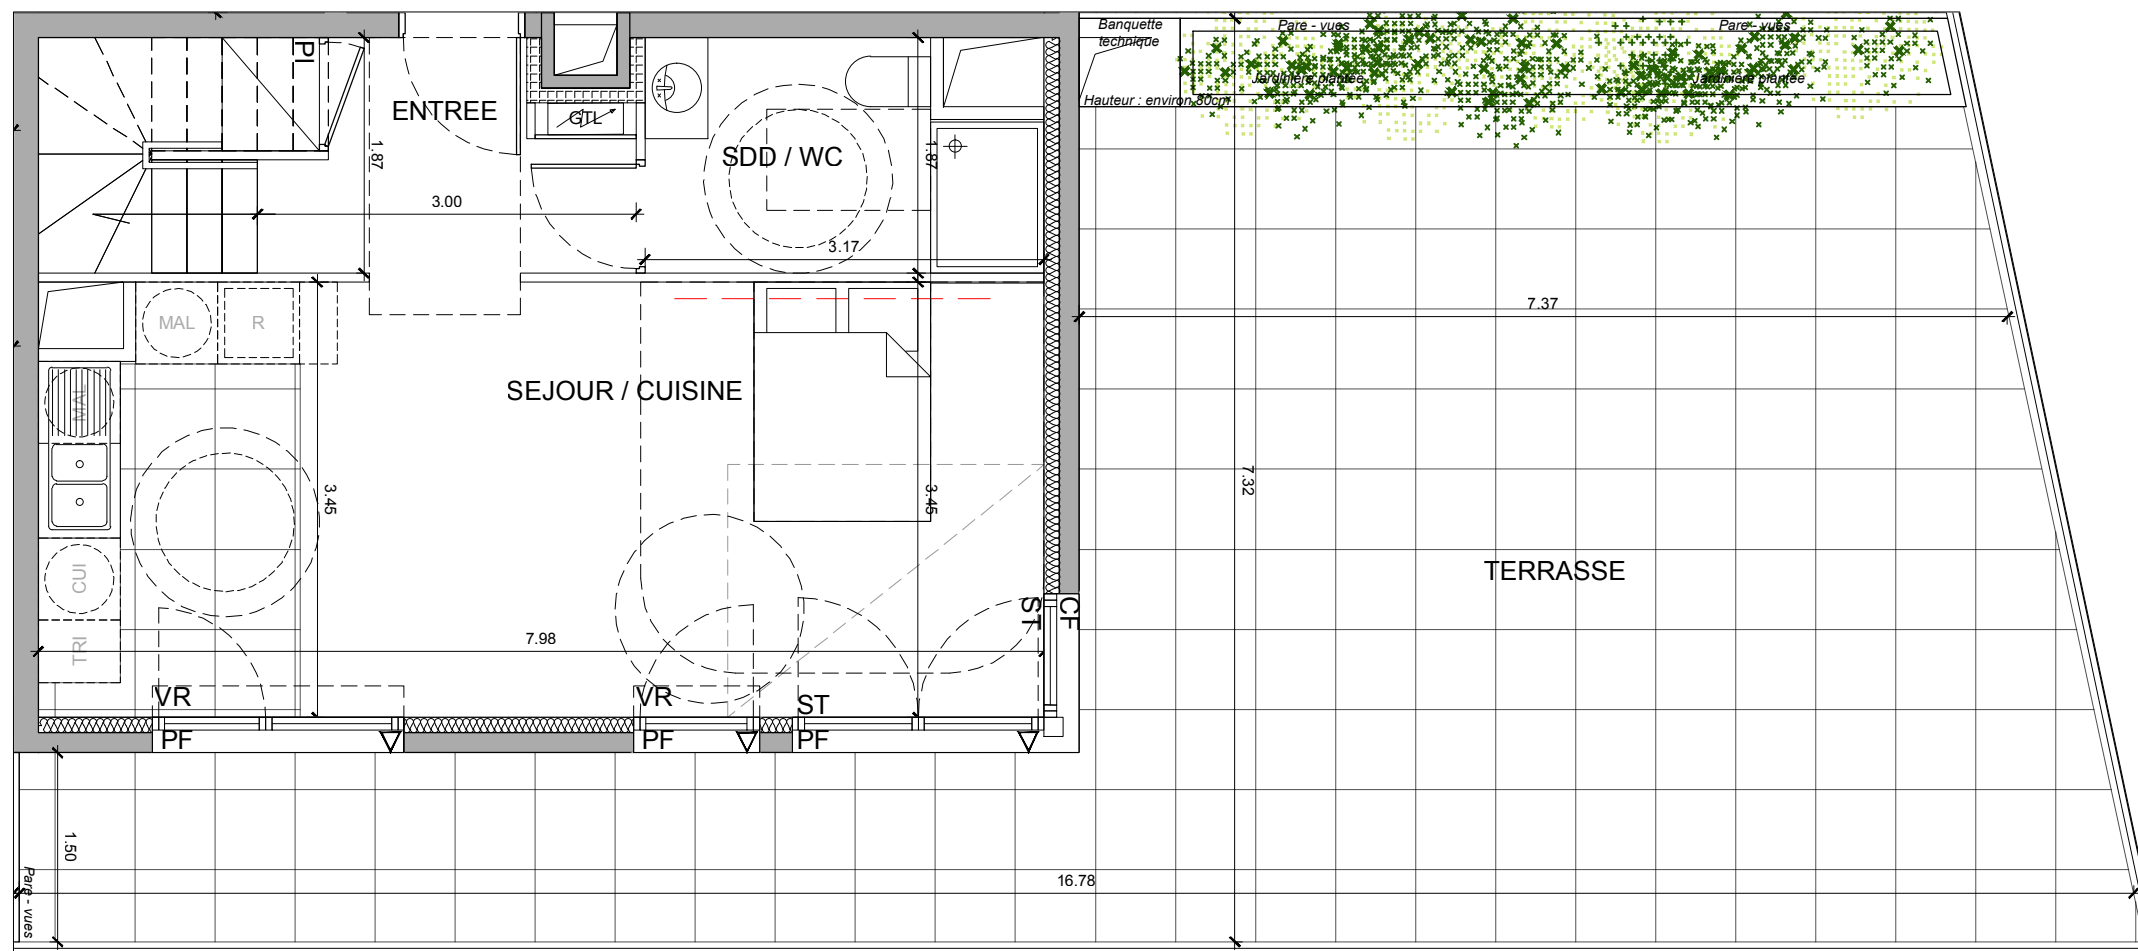 Banquette
technique
Pare - vues
Pare - vues
Jardinière plantée
Jardinière plantée
Hauteur : environ 80cm
PI
ENTREE
GTL
1.87
SDD / WC
1.87
3.00
3.17
7.37
MAL
R
MAL
SEJOUR / CUISINE
3.45
3.45
7.32
CUI
TRI
TERRASSE
ST
CF
7.98
VR
PF
VR
PF
ST
PF
1.50
Pare - vues
16.78